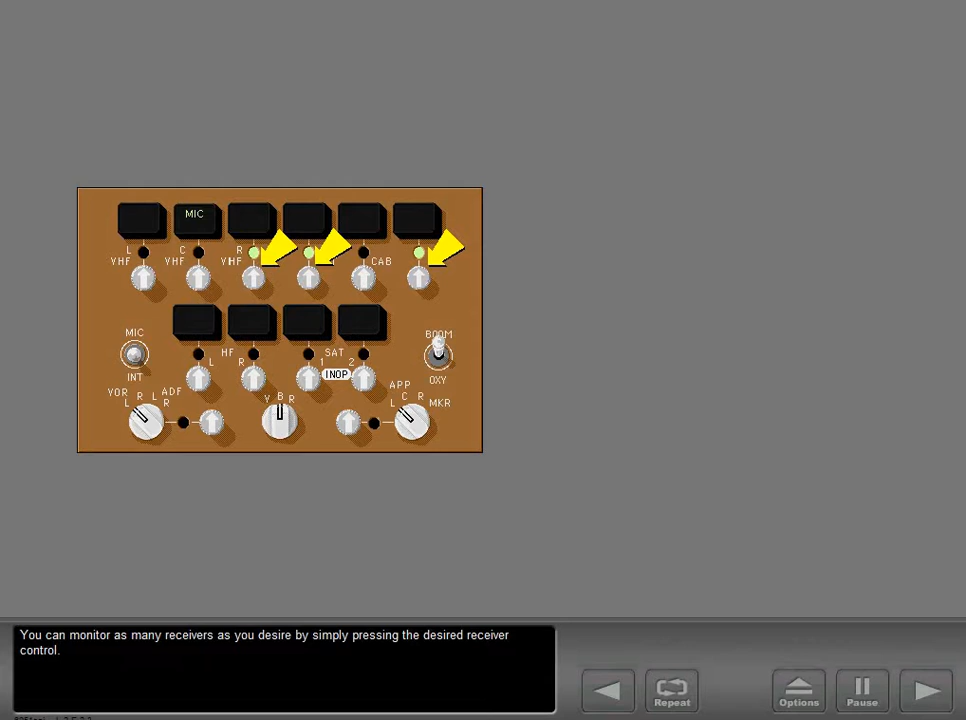 MIC
L C R
VHF VHF VHF CAB
MIC
INT
HF
L R
SAT
1 2
INOP
BOOM
OXY
VOR L R L ADF R
V B R
APP
L C R MKR
You can monitor as many receivers as you desire by simply pressing the desired receiver
control.
Repeat Options Pause